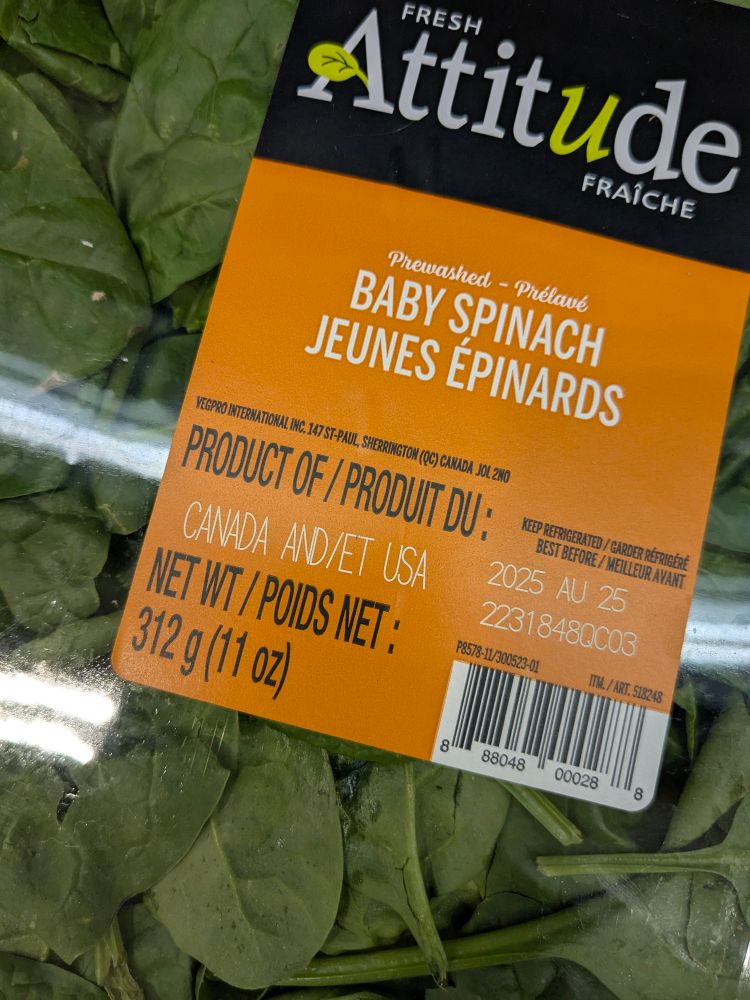 FRESH
Attitude
FRAÎCHE
Prewashed - Prélavé
BABY SPINACH
JEUNES ÉPINARDS
VEGPRO INTERNATIONAL INC. 147 ST-PAUL, SHERRINGTON (QC) CANADA J0L 2N0
PRODUCT OF / PRODUIT DU :
CANADA AND/ET USA
NET WT / POIDS NET :
312 g (11 oz)
KEEP REFRIGERATED / GARDER RÉFRIGÉRÉ
BEST BEFORE / MEILLEUR AVANT
2025 AU 25
2231848QC03
P8578-11/300523-01
ITM. / ART. 518248
8 88048 00028 8